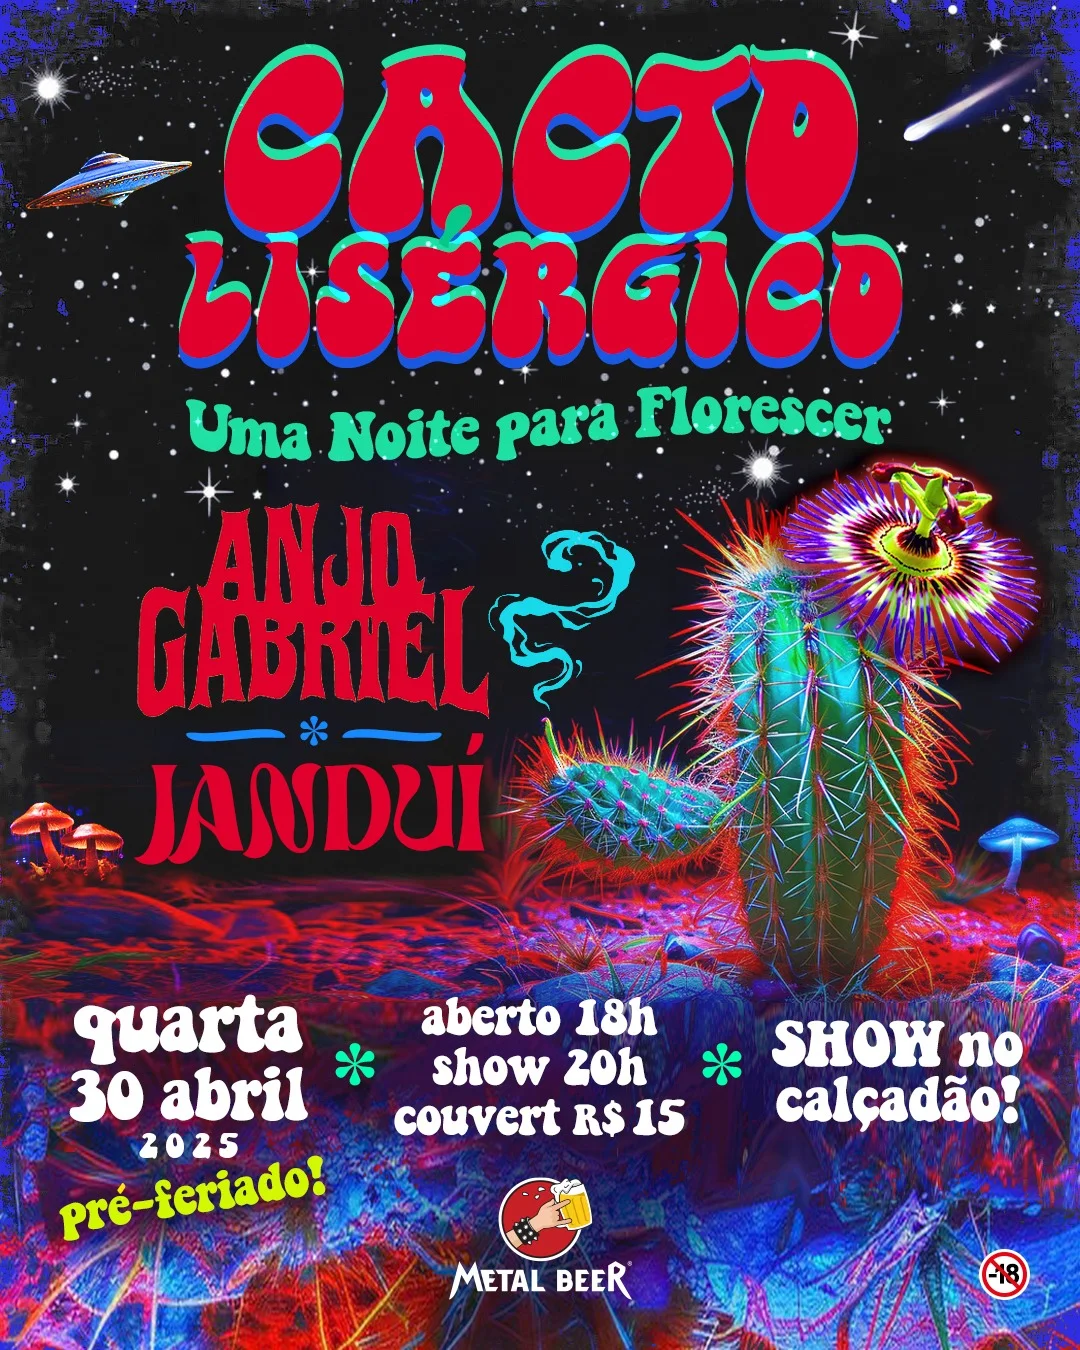 CACTO
LISÉRGICO
Uma Noite para Florescer
ANJO
GABRIEL
JANDUÍ
quarta
30 abril
2025
pré-feriado!
aberto 18h
show 20h
couvert R$ 15
SHOW no
calçadão!
METAL BEER
-18